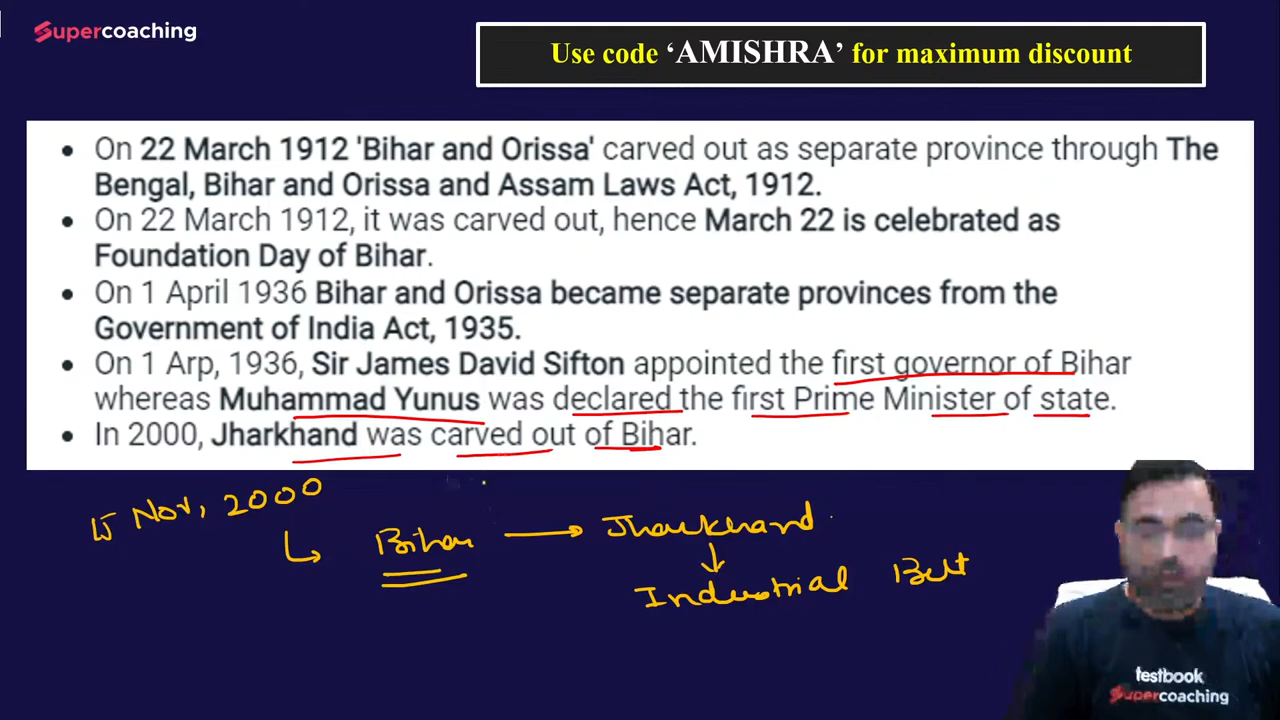 Supercoaching
Use code ‘AMISHRA’ for maximum discount
• On 22 March 1912 'Bihar and Orissa' carved out as separate province through The
Bengal, Bihar and Orissa and Assam Laws Act, 1912.
• On 22 March 1912, it was carved out, hence March 22 is celebrated as
Foundation Day of Bihar.
• On 1 April 1936 Bihar and Orissa became separate provinces from the
Government of India Act, 1935.
• On 1 Arp, 1936, Sir James David Sifton appointed the first governor of Bihar
whereas Muhammad Yunus was declared the first Prime Minister of state.
• In 2000, Jharkhand was carved out of Bihar.
15 Nov, 2000
Bihar → Jharkhand
Industrial Belt
testbook
Supercoaching